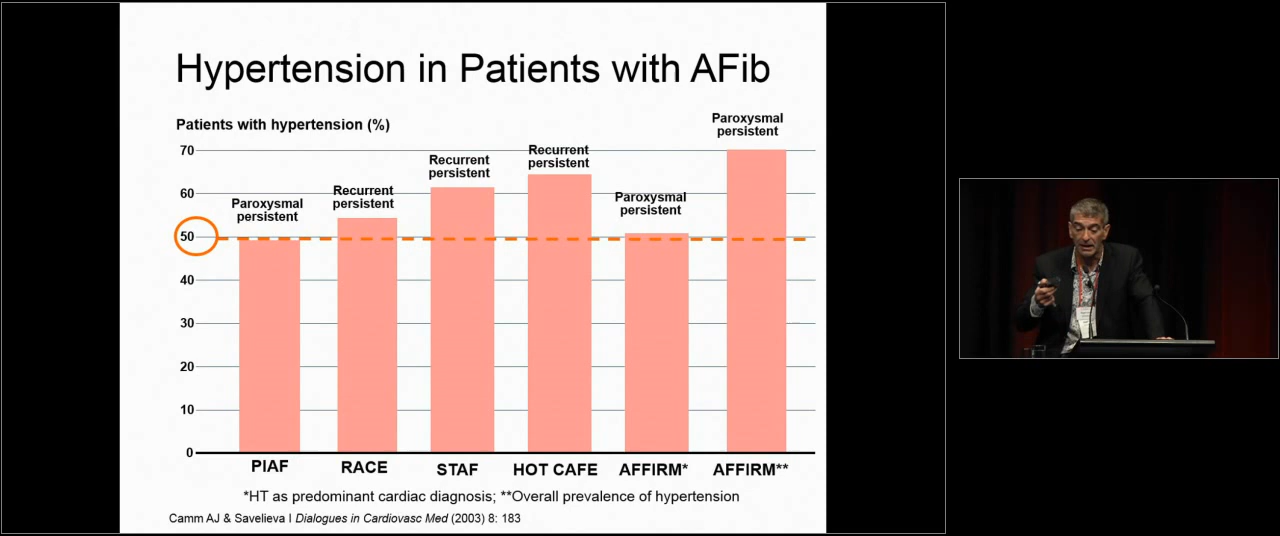 Hypertension in Patients with AFib
Patients with hypertension (%)
70
60
50
40
30
20
10
0
Paroxysmal
persistent
Recurrent
persistent
Recurrent
persistent
Recurrent
persistent
Paroxysmal
persistent
Paroxysmal
persistent
PIAF RACE STAF HOT CAFE AFFIRM* AFFIRM**
*HT as predominant cardiac diagnosis; **Overall prevalence of hypertension
Camm AJ & Savelieva I Dialogues in Cardiovasc Med (2003) 8: 183